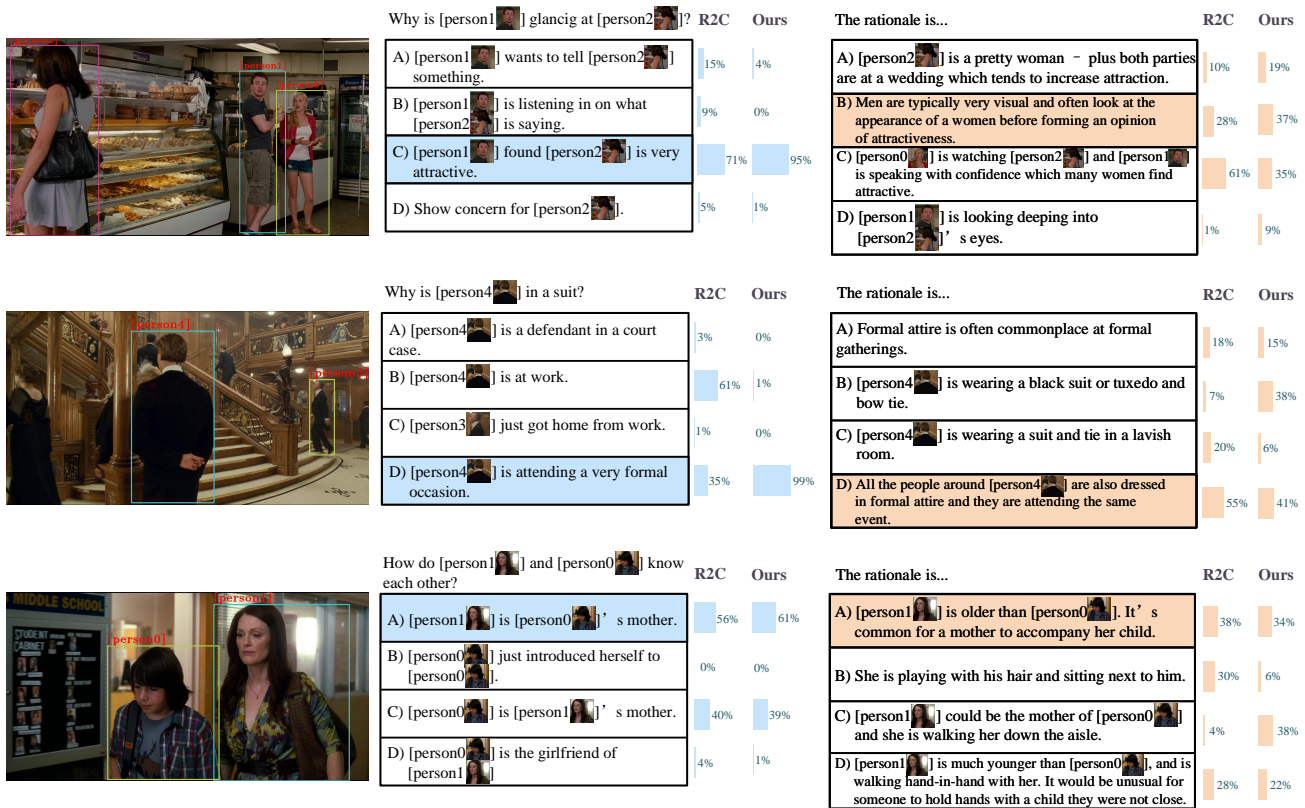 Why is [person1] glancig at [person2]?
R2C Ours
A) [person1] wants to tell [person2]
something.
15% 4%
B) [person1] is listening in on what
[person2] is saying.
9% 0%
C) [person1] found [person2] is very
attractive.
71% 95%
D) Show concern for [person2].
5% 1%
The rationale is...
R2C Ours
A) [person2] is a pretty woman – plus both parties
are at a wedding which tends to increase attraction.
10% 19%
B) Men are typically very visual and often look at the
appearance of a women before forming an opinion
of attractiveness.
28% 37%
C) [person0] is watching [person2] and [person1]
is speaking with confidence which many women find
attractive.
61% 35%
D) [person1] is looking deeping into
[person2]’s eyes.
1% 9%
[person1]
[person4]
Why is [person4] in a suit?
R2C Ours
A) [person4] is a defendant in a court
case.
3% 0%
B) [person4] is at work.
61% 1%
C) [person3] just got home from work.
1% 0%
D) [person4] is attending a very formal
occasion.
35% 99%
The rationale is...
R2C Ours
A) Formal attire is often commonplace at formal
gatherings.
18% 15%
B) [person4] is wearing a black suit or tuxedo and
bow tie.
7% 38%
C) [person4] is wearing a suit and tie in a lavish
room.
20% 6%
D) All the people around [person4] are also dressed
in formal attire and they are attending the same
event.
55% 41%
MIDDLE SCHOOL
STUDENT
CABINET
[person0]
How do [person1] and [person0] know
each other?
R2C Ours
A) [person1] is [person0]’s mother.
56% 61%
B) [person0] just introduced herself to
[person0].
0% 0%
C) [person0] is [person1]’s mother.
40% 39%
D) [person0] is the girlfriend of
[person1]
4% 1%
The rationale is...
R2C Ours
A) [person1] is older than [person0]. It’s
common for a mother to accompany her child.
38% 34%
B) She is playing with his hair and sitting next to him.
30% 6%
C) [person1] could be the mother of [person0]
and she is walking her down the aisle.
4% 38%
D) [person1] is much younger than [person0], and is
walking hand-in-hand with her. It would be unusual for
someone to hold hands with a child they were not close.
28% 22%